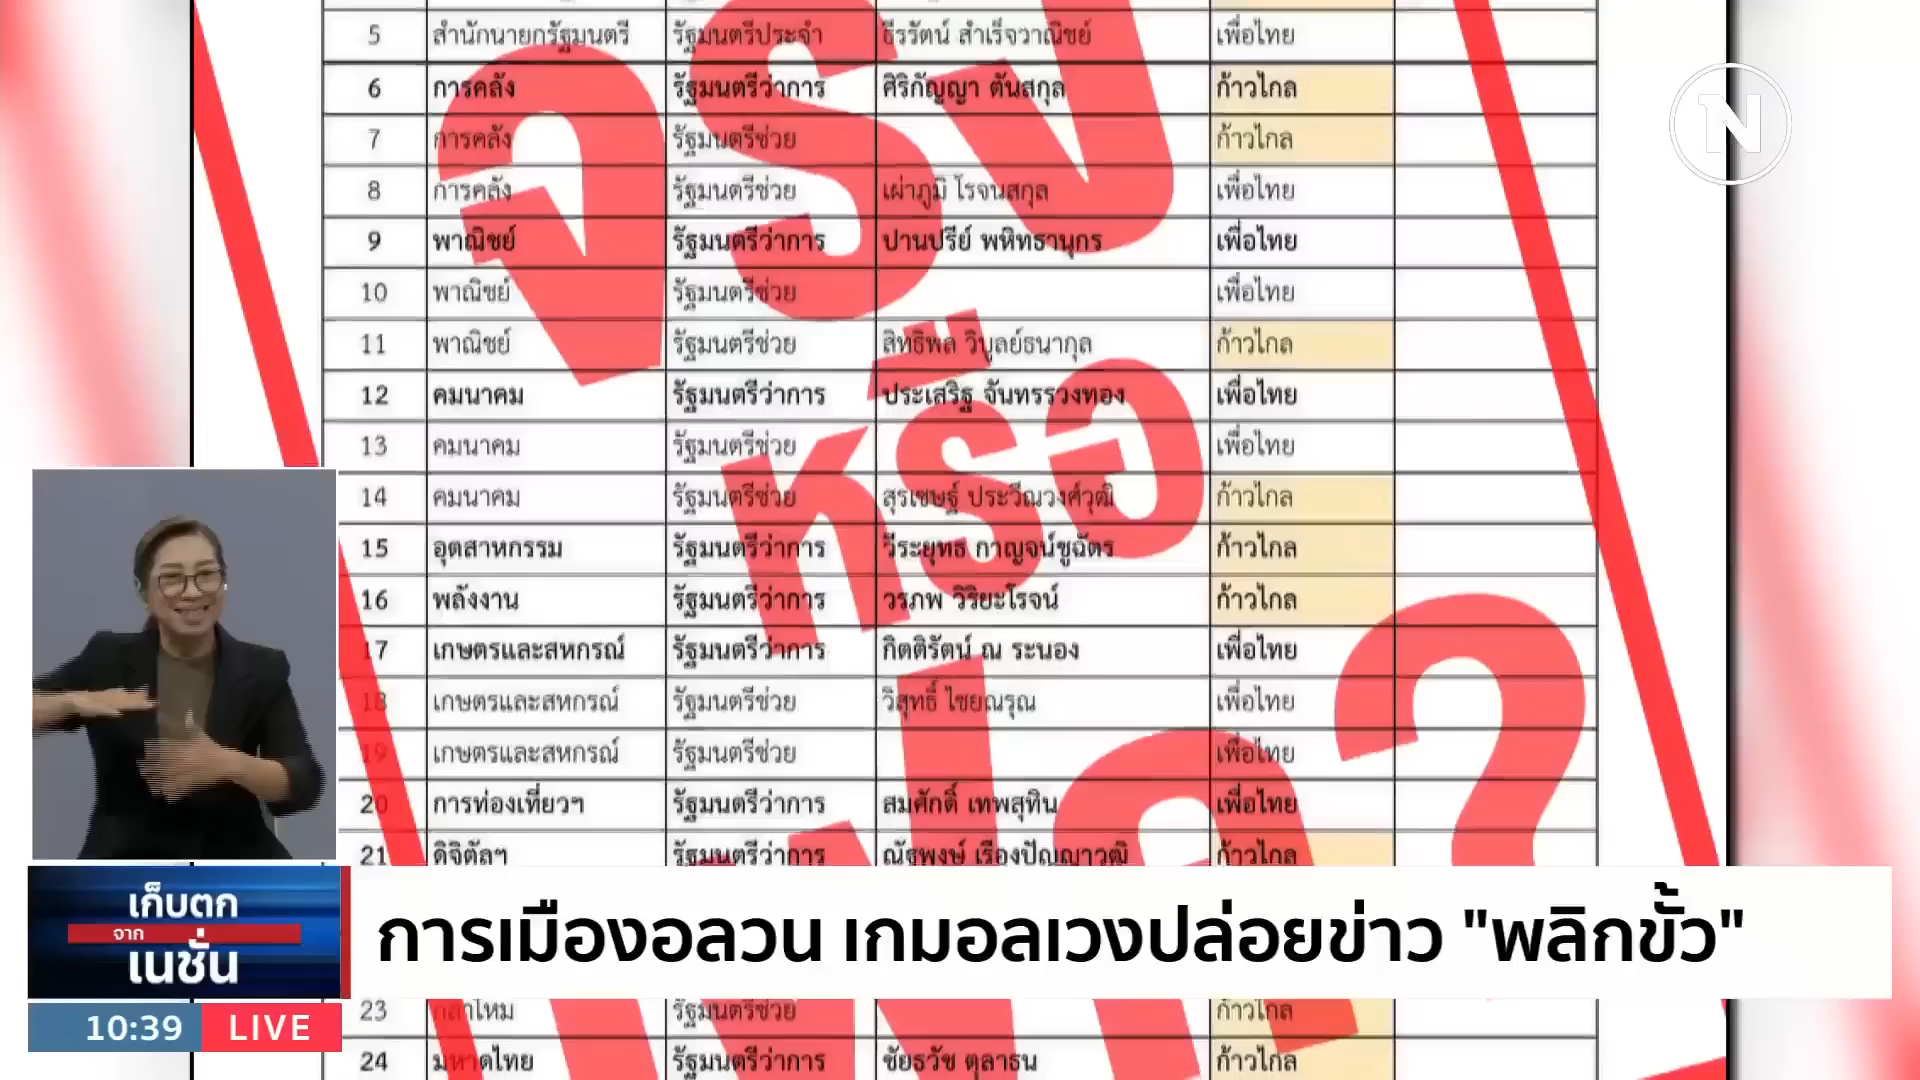 5 สำนักนายกรัฐมนตรี รัฐมนตรีประจำ ธีรรัตน์ สำเร็จวาณิชย์ เพื่อไทย
6 การคลัง รัฐมนตรีว่าการ ศิริกัญญา ตันสกุล ก้าวไกล
7 การคลัง รัฐมนตรีช่วย ก้าวไกล
8 การคลัง รัฐมนตรีช่วย เผ่าภูมิ โรจนสกุล เพื่อไทย
9 พาณิชย์ รัฐมนตรีว่าการ ปานปรีย์ พหิทธานุกร เพื่อไทย
10 พาณิชย์ รัฐมนตรีช่วย เพื่อไทย
11 พาณิชย์ รัฐมนตรีช่วย สิทธิพล วิบูลย์ธนากุล ก้าวไกล
12 คมนาคม รัฐมนตรีว่าการ ประเสริฐ จันทรรวงทอง เพื่อไทย
13 คมนาคม รัฐมนตรีช่วย เพื่อไทย
14 คมนาคม รัฐมนตรีช่วย สุรเชษฐ์ ประวีณวงศ์วุฒิ ก้าวไกล
15 อุตสาหกรรม รัฐมนตรีว่าการ วีระยุทธ กาญจน์ชูฉัตร ก้าวไกล
16 พลังงาน รัฐมนตรีว่าการ วรภพ วิริยะโรจน์ ก้าวไกล
17 เกษตรและสหกรณ์ รัฐมนตรีว่าการ กิตติรัตน์ ณ ระนอง เพื่อไทย
18 เกษตรและสหกรณ์ รัฐมนตรีช่วย วิสุทธิ์ ไชยณรุณ เพื่อไทย
19 เกษตรและสหกรณ์ รัฐมนตรีช่วย เพื่อไทย
20 การท่องเที่ยวฯ รัฐมนตรีว่าการ สมศักดิ์ เทพสุทิน เพื่อไทย
21 ดิจิตัลฯ รัฐมนตรีว่าการ ณัฐพงษ์ เรืองปัญญาวุฒิ ก้าวไกล
23 กลาโหม รัฐมนตรีช่วย ก้าวไกล
24 มหาดไทย รัฐมนตรีว่าการ ชัยธวัช ตุลาธน ก้าวไกล
จริง
หรือ
?
N
เก็บตก
จาก
เนชั่น
การเมืองอลวน เกมอลเวงปล่อยข่าว "พลิกขั้ว"
10:39 LIVE